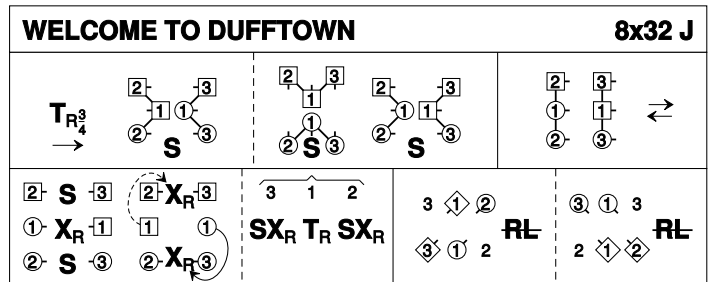 WELCOME TO DUFFTOWN 8x32 J
T R 3/4 → 2 3 1 1 2 3 S
2 3 1 1 2 3 S 2 3 1 1 2 3 S
2 3 1 1 2 3 ⇄
2 S 3 2 X R 3
1 X R 1 1 1
2 S 3 2 X R 3
3 1 2
SX R T R SX R
3 1 2 RL 3 1 2
3 1 3 RL 2 1 2